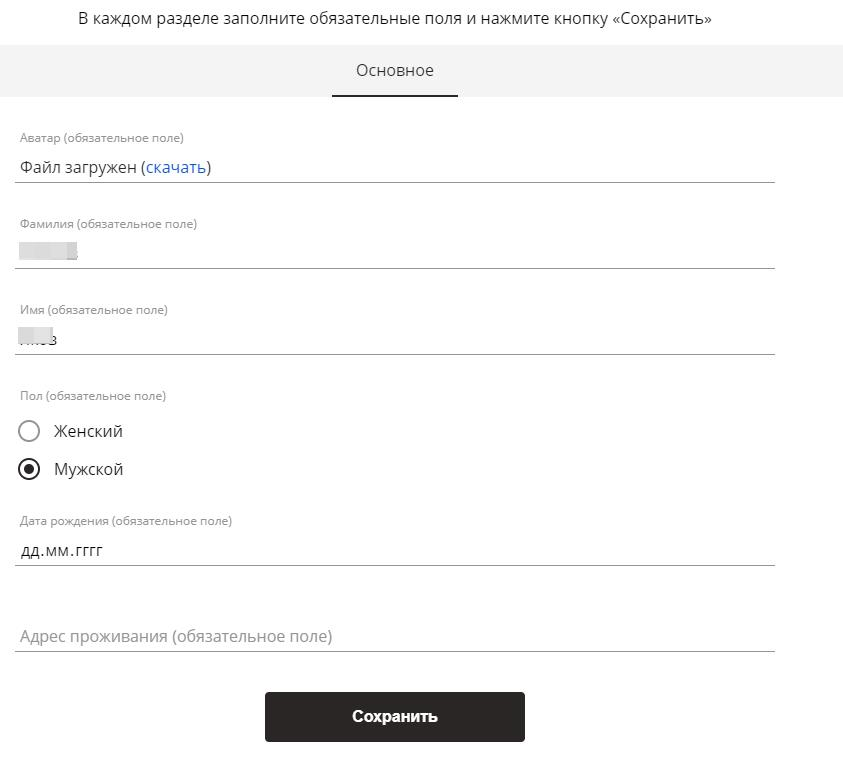 В каждом разделе заполните обязательные поля и нажмите кнопку «Сохранить»
Основное
Аватар (обязательное поле)
Файл загружен (скачать)
Фамилия (обязательное поле)
Имя (обязательное поле)
Пол (обязательное поле)
Женский
Мужской
Дата рождения (обязательное поле)
дд.мм.гггг
Адрес проживания (обязательное поле)
Сохранить